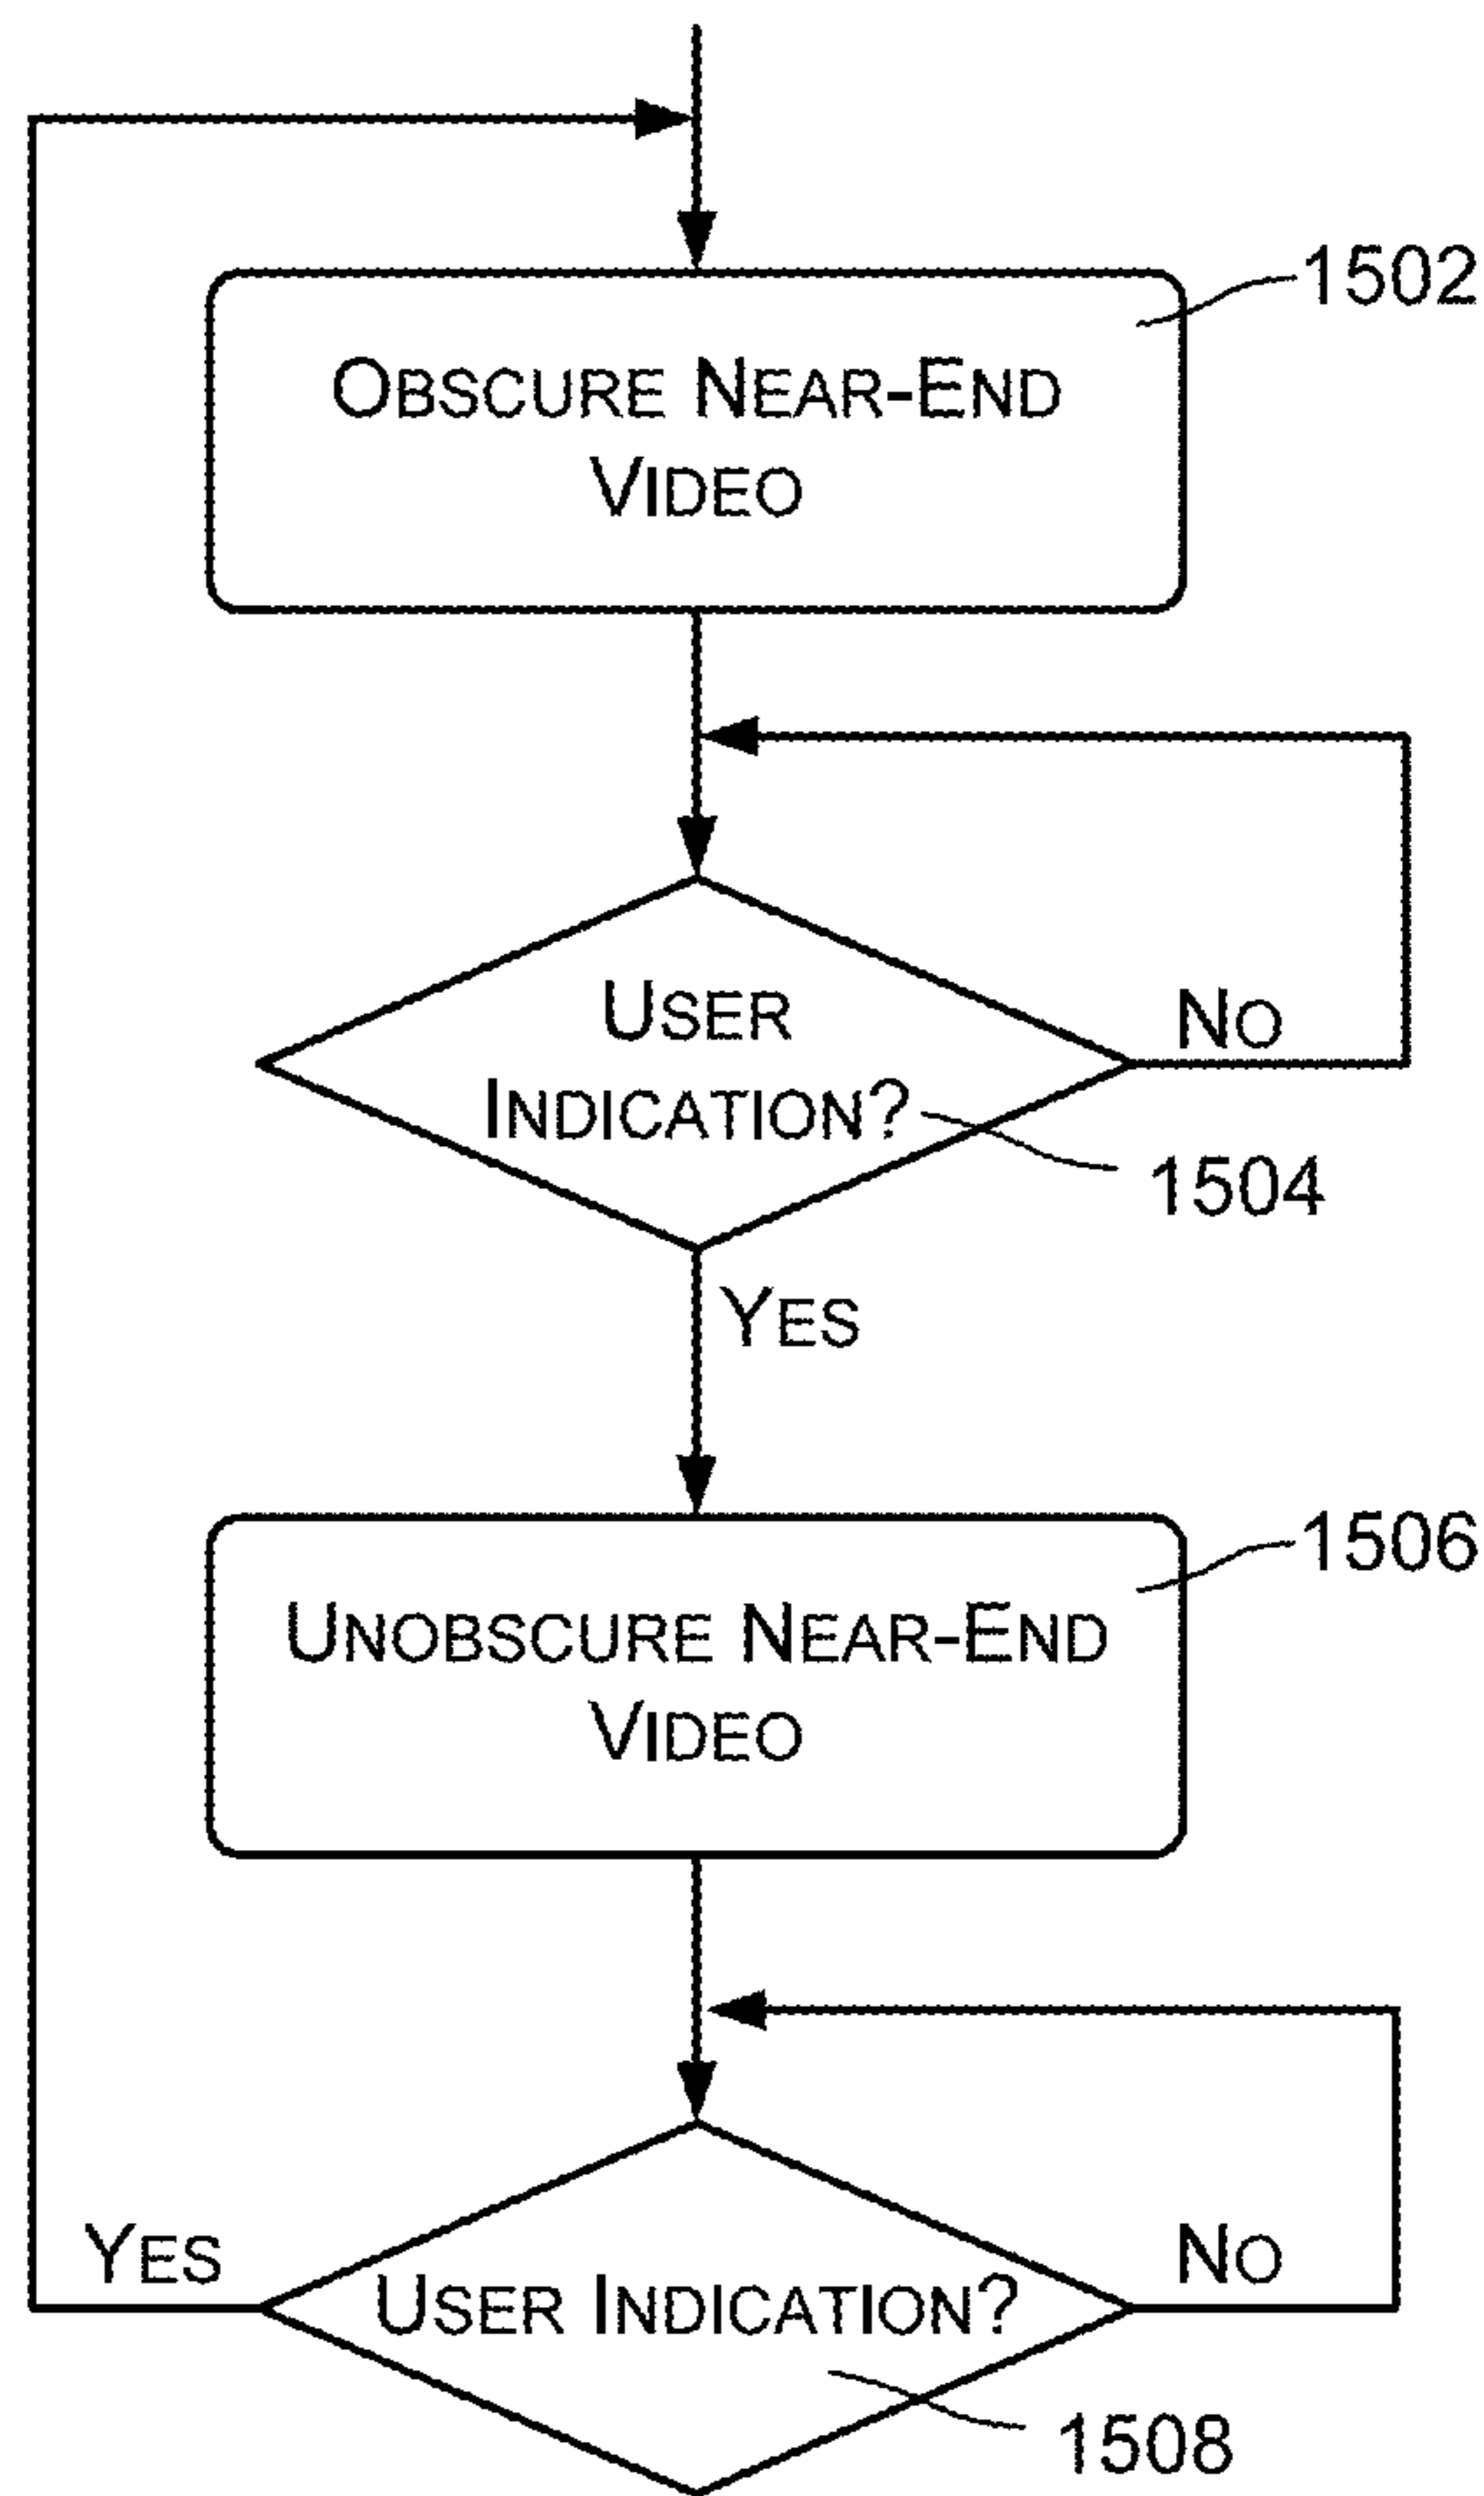 1502
OBSCURE NEAR-END
VIDEO
USER
INDICATION?
NO
1504
YES
1506
UNOBSCURE NEAR-END
VIDEO
YES
USER INDICATION?
NO
1508